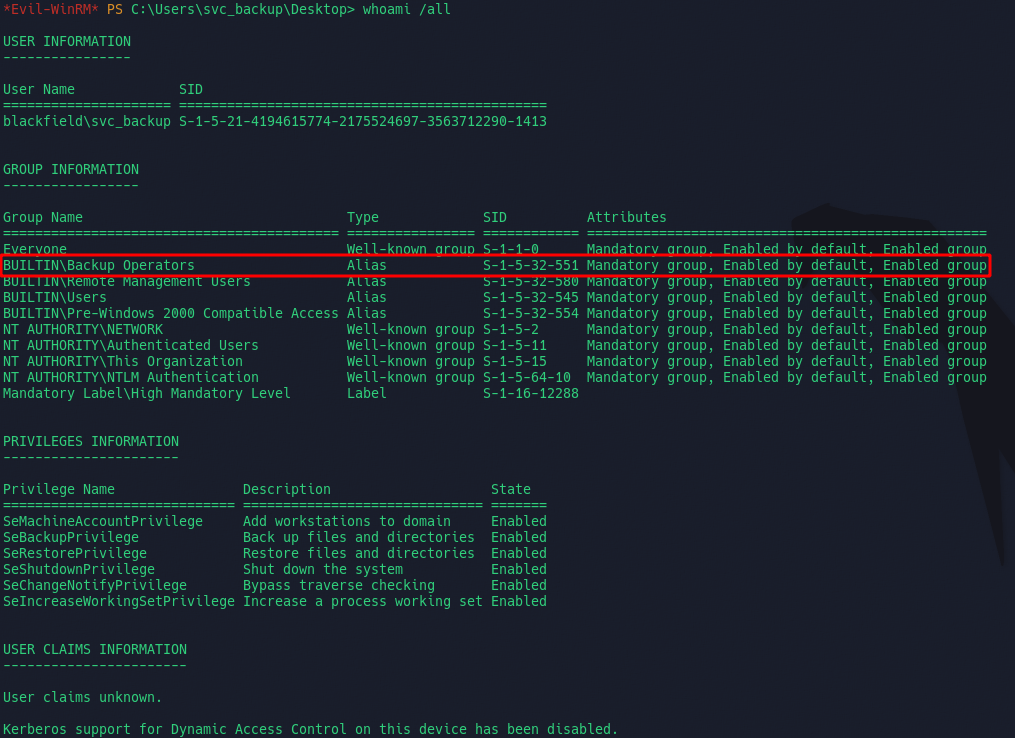 *Evil-WinRM* PS C:\Users\svc_backup\Desktop> whoami /all
USER INFORMATION
----------------
User Name             SID
===================== ==============================================
blackfield\svc_backup S-1-5-21-4194615774-2175524697-3563712290-1413
GROUP INFORMATION
-----------------
Group Name                                 Type             SID          Attributes
========================================== ================ ============ ==================================================
Everyone                                   Well-known group S-1-1-0      Mandatory group, Enabled by default, Enabled group
BUILTIN\Backup Operators                   Alias            S-1-5-32-551 Mandatory group, Enabled by default, Enabled group
BUILTIN\Remote Management Users            Alias            S-1-5-32-580 Mandatory group, Enabled by default, Enabled group
BUILTIN\Users                              Alias            S-1-5-32-545 Mandatory group, Enabled by default, Enabled group
BUILTIN\Pre-Windows 2000 Compatible Access Alias            S-1-5-32-554 Mandatory group, Enabled by default, Enabled group
NT AUTHORITY\NETWORK                       Well-known group S-1-5-2      Mandatory group, Enabled by default, Enabled group
NT AUTHORITY\Authenticated Users           Well-known group S-1-5-11     Mandatory group, Enabled by default, Enabled group
NT AUTHORITY\This Organization             Well-known group S-1-5-15     Mandatory group, Enabled by default, Enabled group
NT AUTHORITY\NTLM Authentication           Well-known group S-1-5-64-10  Mandatory group, Enabled by default, Enabled group
Mandatory Label\High Mandatory Level       Label            S-1-16-12288
PRIVILEGES INFORMATION
----------------------
Privilege Name                Description                    State
============================= ============================== =======
SeMachineAccountPrivilege     Add workstations to domain     Enabled
SeBackupPrivilege             Back up files and directories  Enabled
SeRestorePrivilege            Restore files and directories  Enabled
SeShutdownPrivilege           Shut down the system           Enabled
SeChangeNotifyPrivilege       Bypass traverse checking       Enabled
SeIncreaseWorkingSetPrivilege Increase a process working set Enabled
USER CLAIMS INFORMATION
-----------------------
User claims unknown.
Kerberos support for Dynamic Access Control on this device has been disabled.